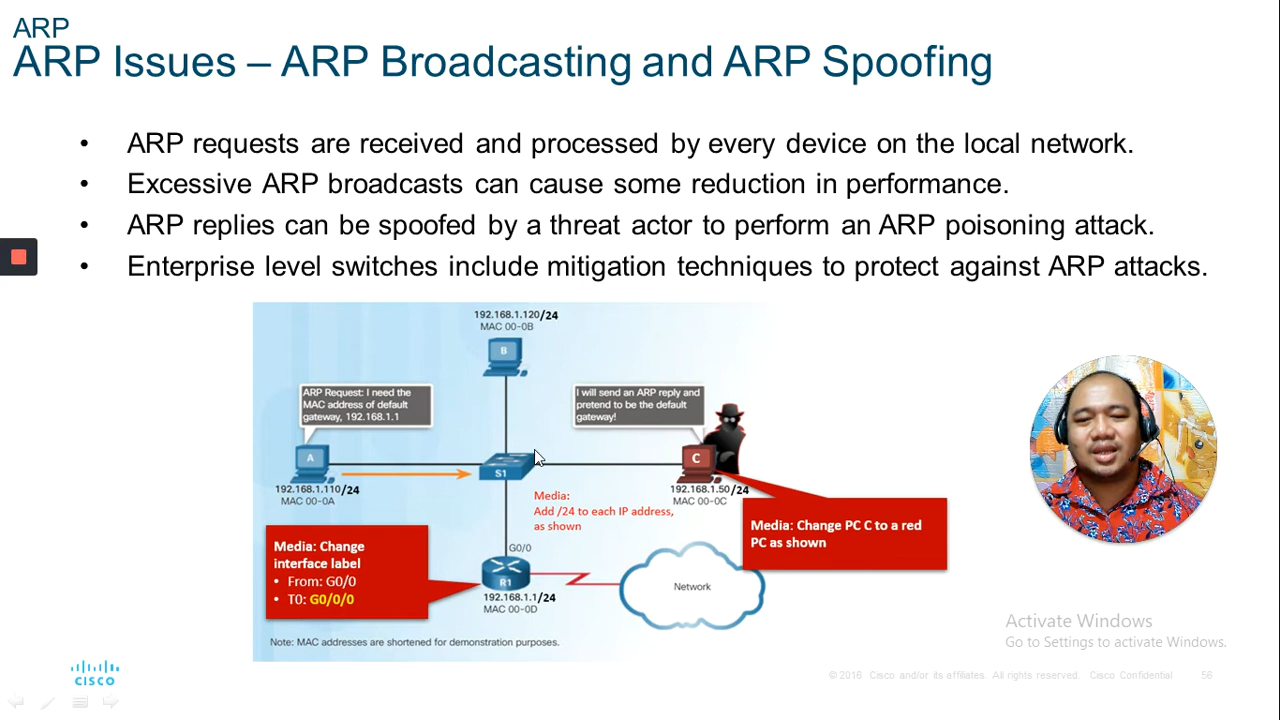 ARP
ARP Issues – ARP Broadcasting and ARP Spoofing
• ARP requests are received and processed by every device on the local network.
• Excessive ARP broadcasts can cause some reduction in performance.
• ARP replies can be spoofed by a threat actor to perform an ARP poisoning attack.
• Enterprise level switches include mitigation techniques to protect against ARP attacks.
192.168.1.120/24
MAC 00-0B
B
ARP Request: I need the
MAC address of default
gateway, 192.168.1.1
I will send an ARP reply and
pretend to be the default
gateway!
A
S1
C
192.168.1.110/24
MAC 00-0A
192.168.1.50/24
MAC 00-0C
Media:
Add /24 to each IP address,
as shown
Media: Change PC C to a red
PC as shown
Media: Change
interface label
• From: G0/0
• T0: G0/0/0
G0/0
R1
192.168.1.1/24
MAC 00-0D
Network
Note: MAC addresses are shortened for demonstration purposes.
Activate Windows
Go to Settings to activate Windows.
CISCO
© 2016 Cisco and/or its affiliates. All rights reserved. Cisco Confidential 56